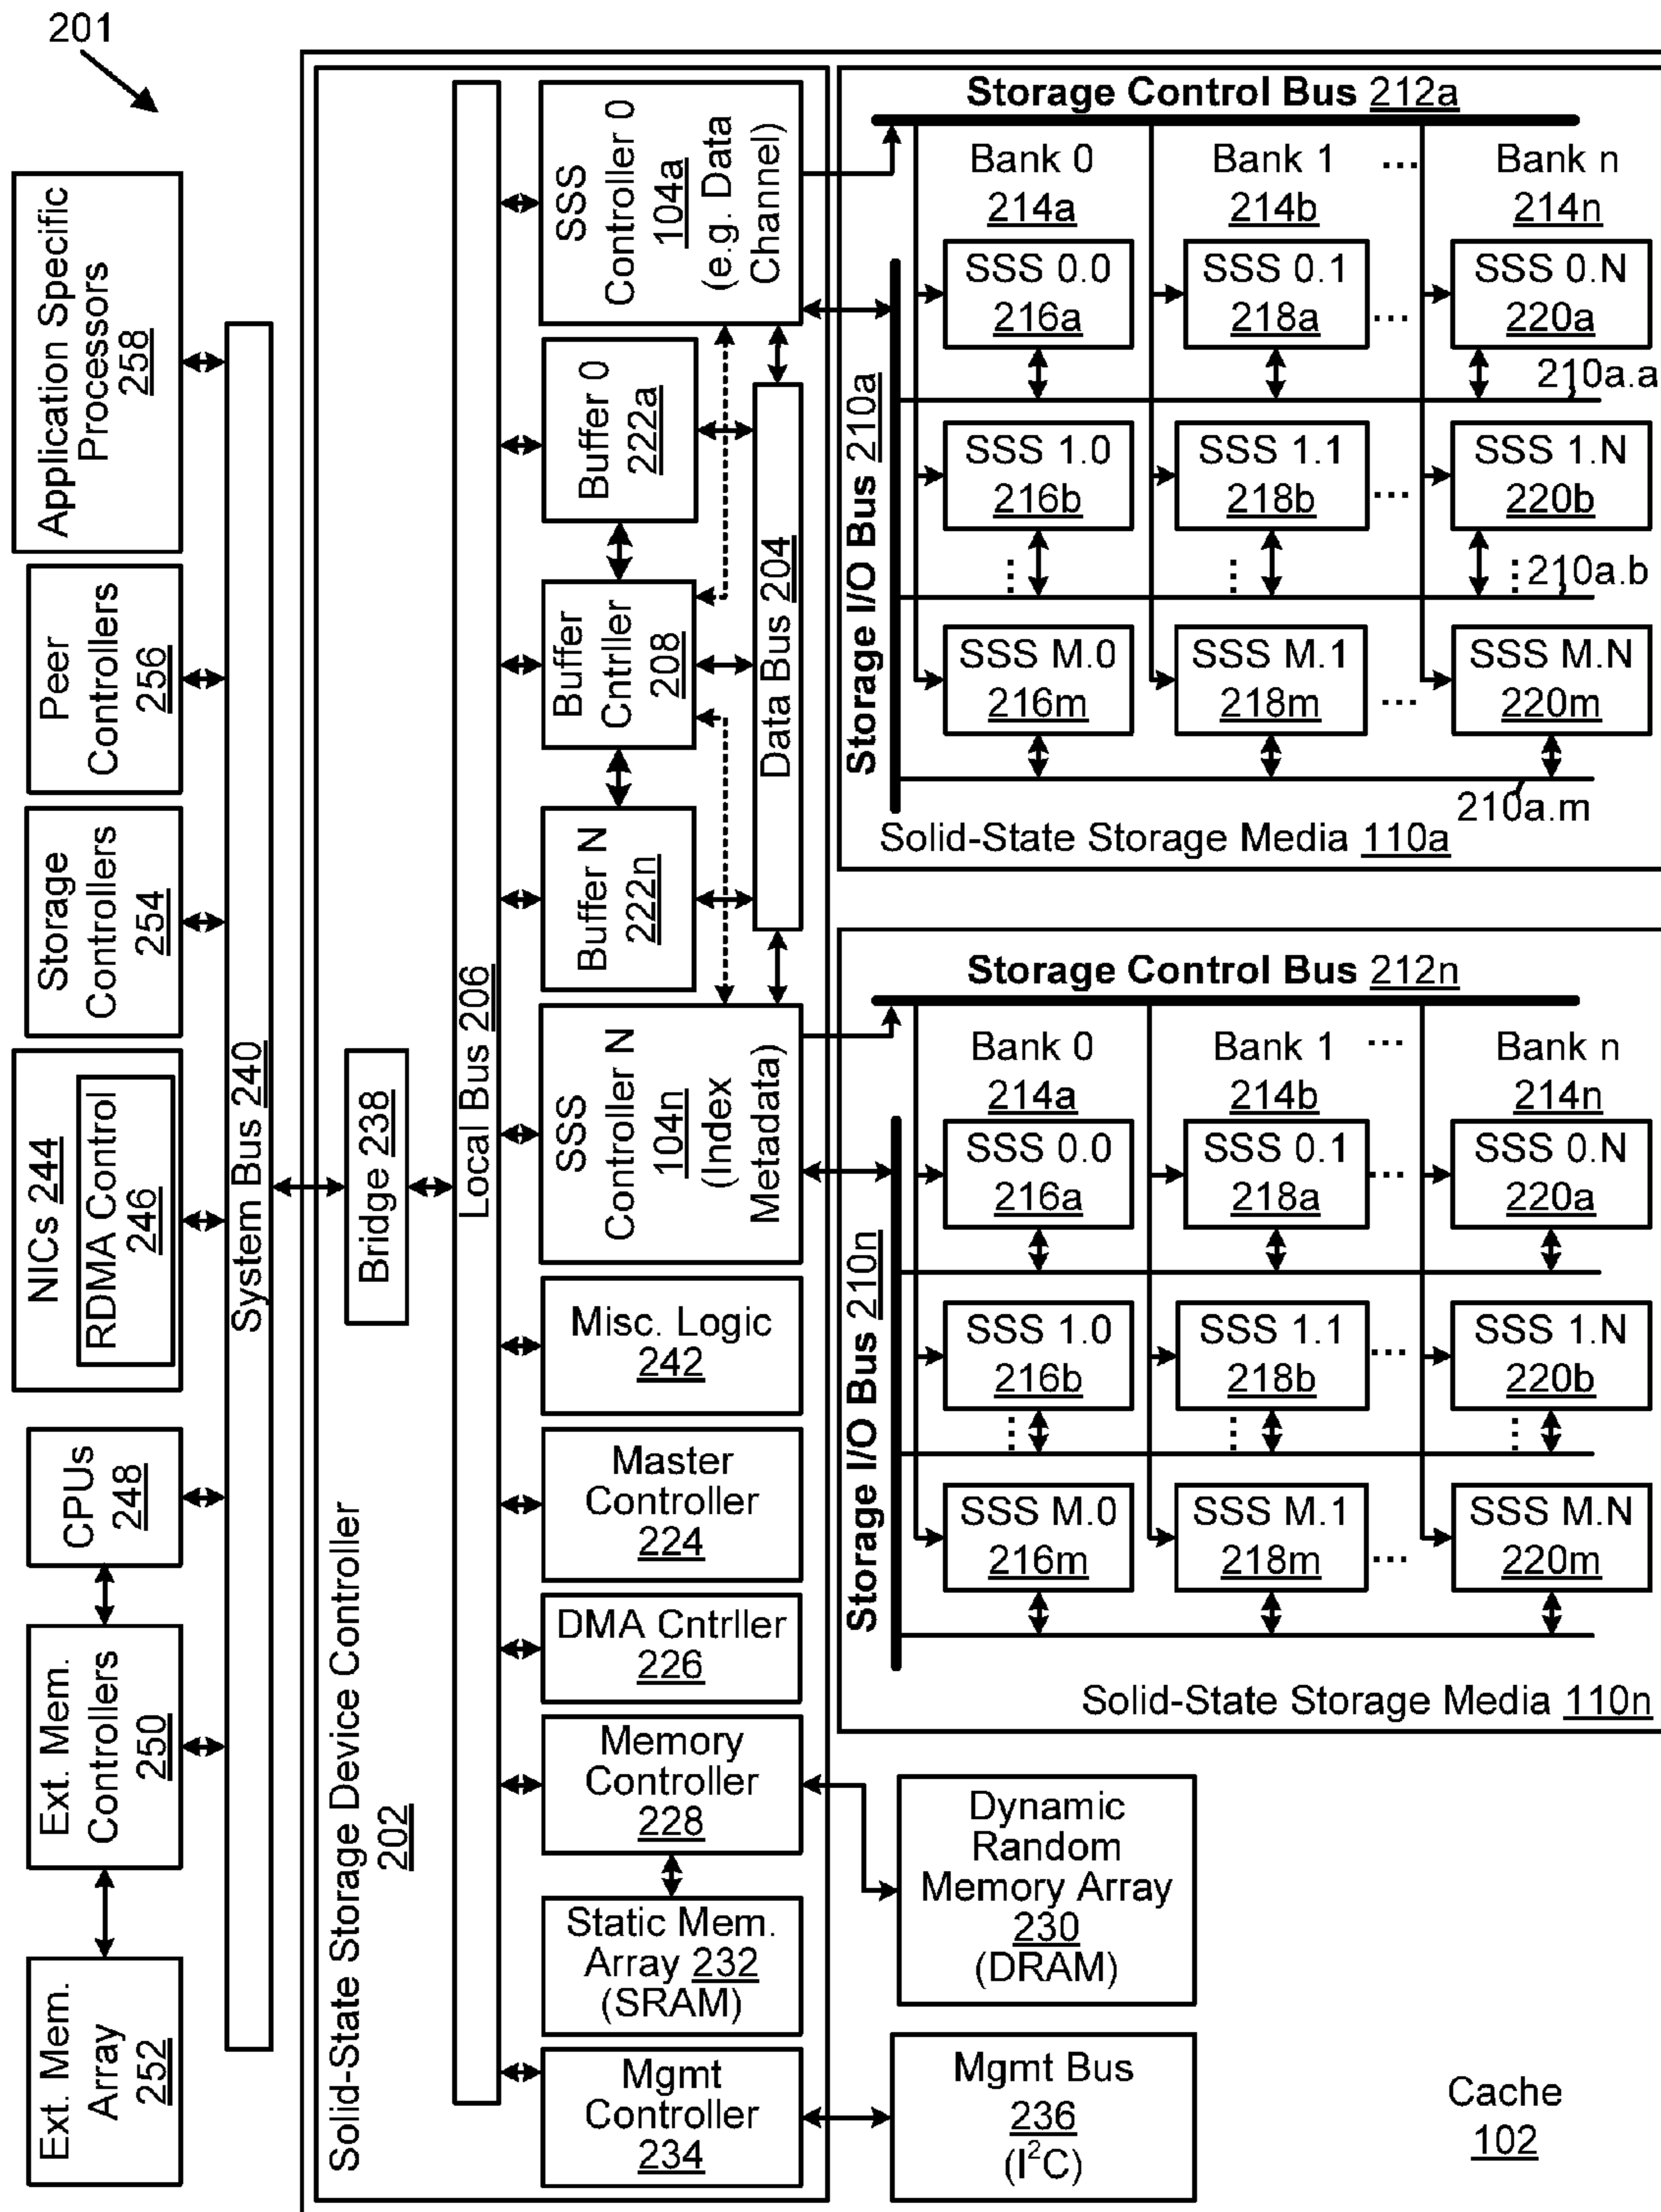 201
Application Specific
Processors
258
Peer
Controllers
256
Storage
Controllers
254
NICs 244
RDMA Control
246
CPUs
248
Ext. Mem.
Controllers
250
Ext. Mem.
Array
252
System Bus 240
Solid-State Storage Device Controller
202
Bridge 238
Local Bus 206
SSS
Controller 0
104a
(e.g. Data
Channel)
Buffer 0
222a
Buffer
Cntrller
208
Buffer N
222n
Data Bus 204
SSS
Controller N
104n
(Index
Metadata)
Misc. Logic
242
Master
Controller
224
DMA Cntrller
226
Memory
Controller
228
Static Mem.
Array 232
(SRAM)
Mgmt
Controller
234
Storage Control Bus 212a
Storage I/O Bus 210a
Bank 0 Bank 1 ... Bank n
214a 214b 214n
SSS 0.0 SSS 0.1 SSS 0.N
216a 218a ... 220a
210a.a
SSS 1.0 SSS 1.1 SSS 1.N
216b 218b ... 220b
... ... ... 210a.b
SSS M.0 SSS M.1 SSS M.N
216m 218m ... 220m
210a.m
Solid-State Storage Media 110a
Storage Control Bus 212n
Storage I/O Bus 210n
Bank 0 Bank 1 ... Bank n
214a 214b 214n
SSS 0.0 SSS 0.1 ... SSS 0.N
216a 218a 220a
SSS 1.0 SSS 1.1 ... SSS 1.N
216b 218b 220b
... ... ...
SSS M.0 SSS M.1 SSS M.N
216m 218m ... 220m
Solid-State Storage Media 110n
Dynamic
Random
Memory Array
230
(DRAM)
Mgmt Bus
236
(I²C)
Cache
102